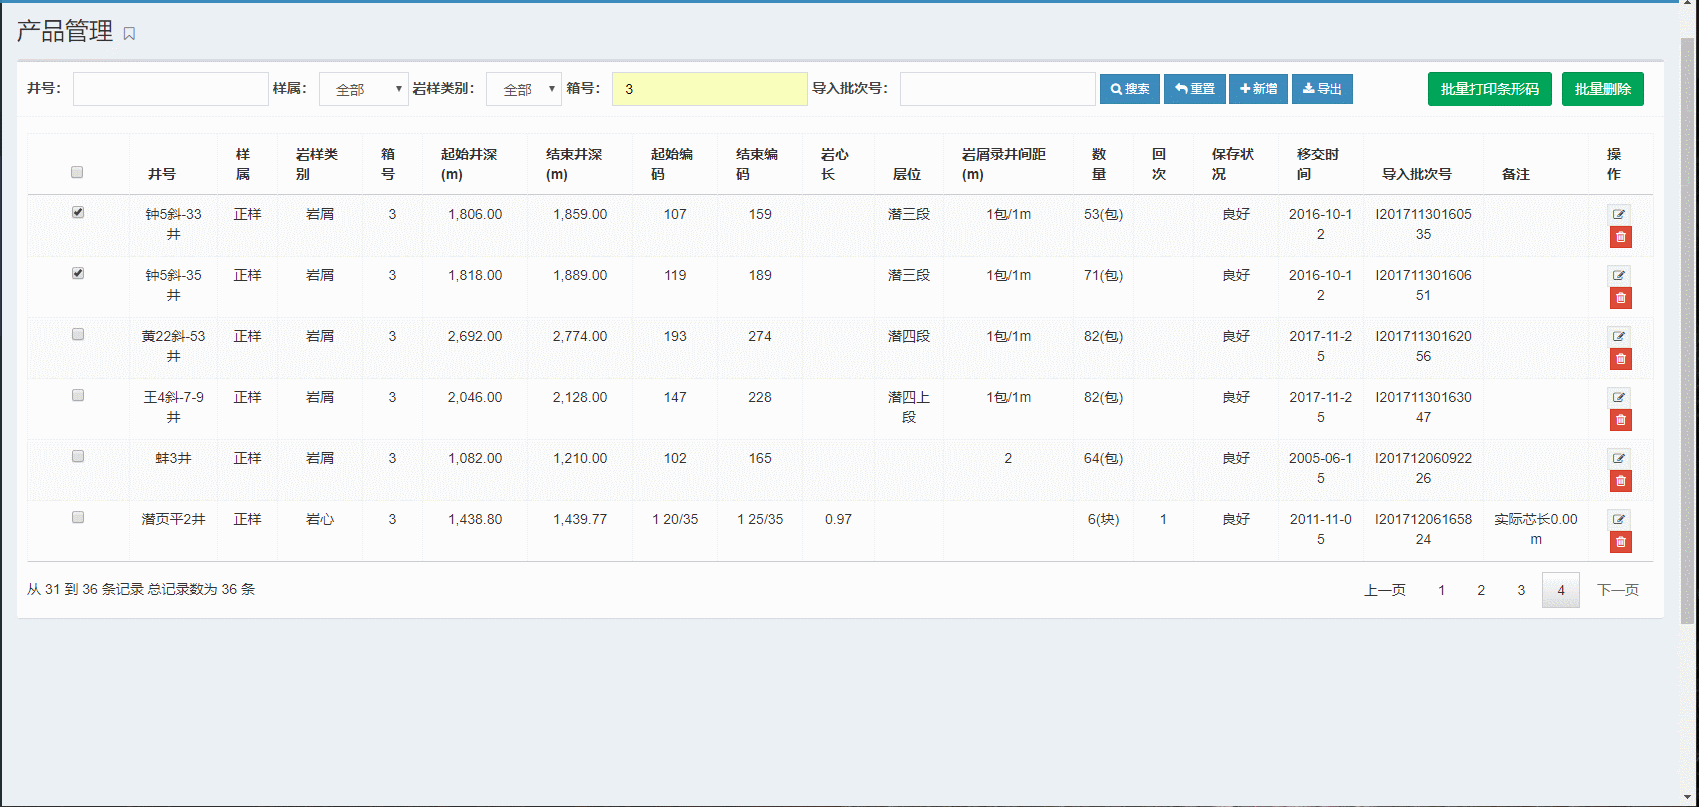 产品管理
井号： 样属： 全部 岩样类别： 全部 箱号： 3 导入批次号： 搜索 重置 新增 导出 批量打印条形码 批量删除
井号 样属 岩样类别 箱号 起始井深(m) 结束井深(m) 起始编码 结束编码 岩心长 层位 岩屑录井间距(m) 数量 回次 保存状况 移交时间 导入批次号 备注 操作
钟5斜-33井 正样 岩屑 3 1,806.00 1,859.00 107 159 潜三段 1包/1m 53(包) 良好 2016-10-12 I20171130160535
钟5斜-35井 正样 岩屑 3 1,818.00 1,889.00 119 189 潜三段 1包/1m 71(包) 良好 2016-10-12 I20171130160651
黄22斜-53井 正样 岩屑 3 2,692.00 2,774.00 193 274 潜四段 1包/1m 82(包) 良好 2017-11-25 I20171130162056
王4斜-7-9井 正样 岩屑 3 2,046.00 2,128.00 147 228 潜四上段 1包/1m 82(包) 良好 2017-11-25 I20171130163047
蚌3井 正样 岩屑 3 1,082.00 1,210.00 102 165 2 64(包) 良好 2005-06-15 I20171206092226
潜页平2井 正样 岩心 3 1,438.80 1,439.77 1 20/35 1 25/35 0.97 6(块) 1 良好 2011-11-05 I20171206165824 实际芯长0.00m
从 31 到 36 条记录 总记录数为 36 条 上一页 1 2 3 4 下一页